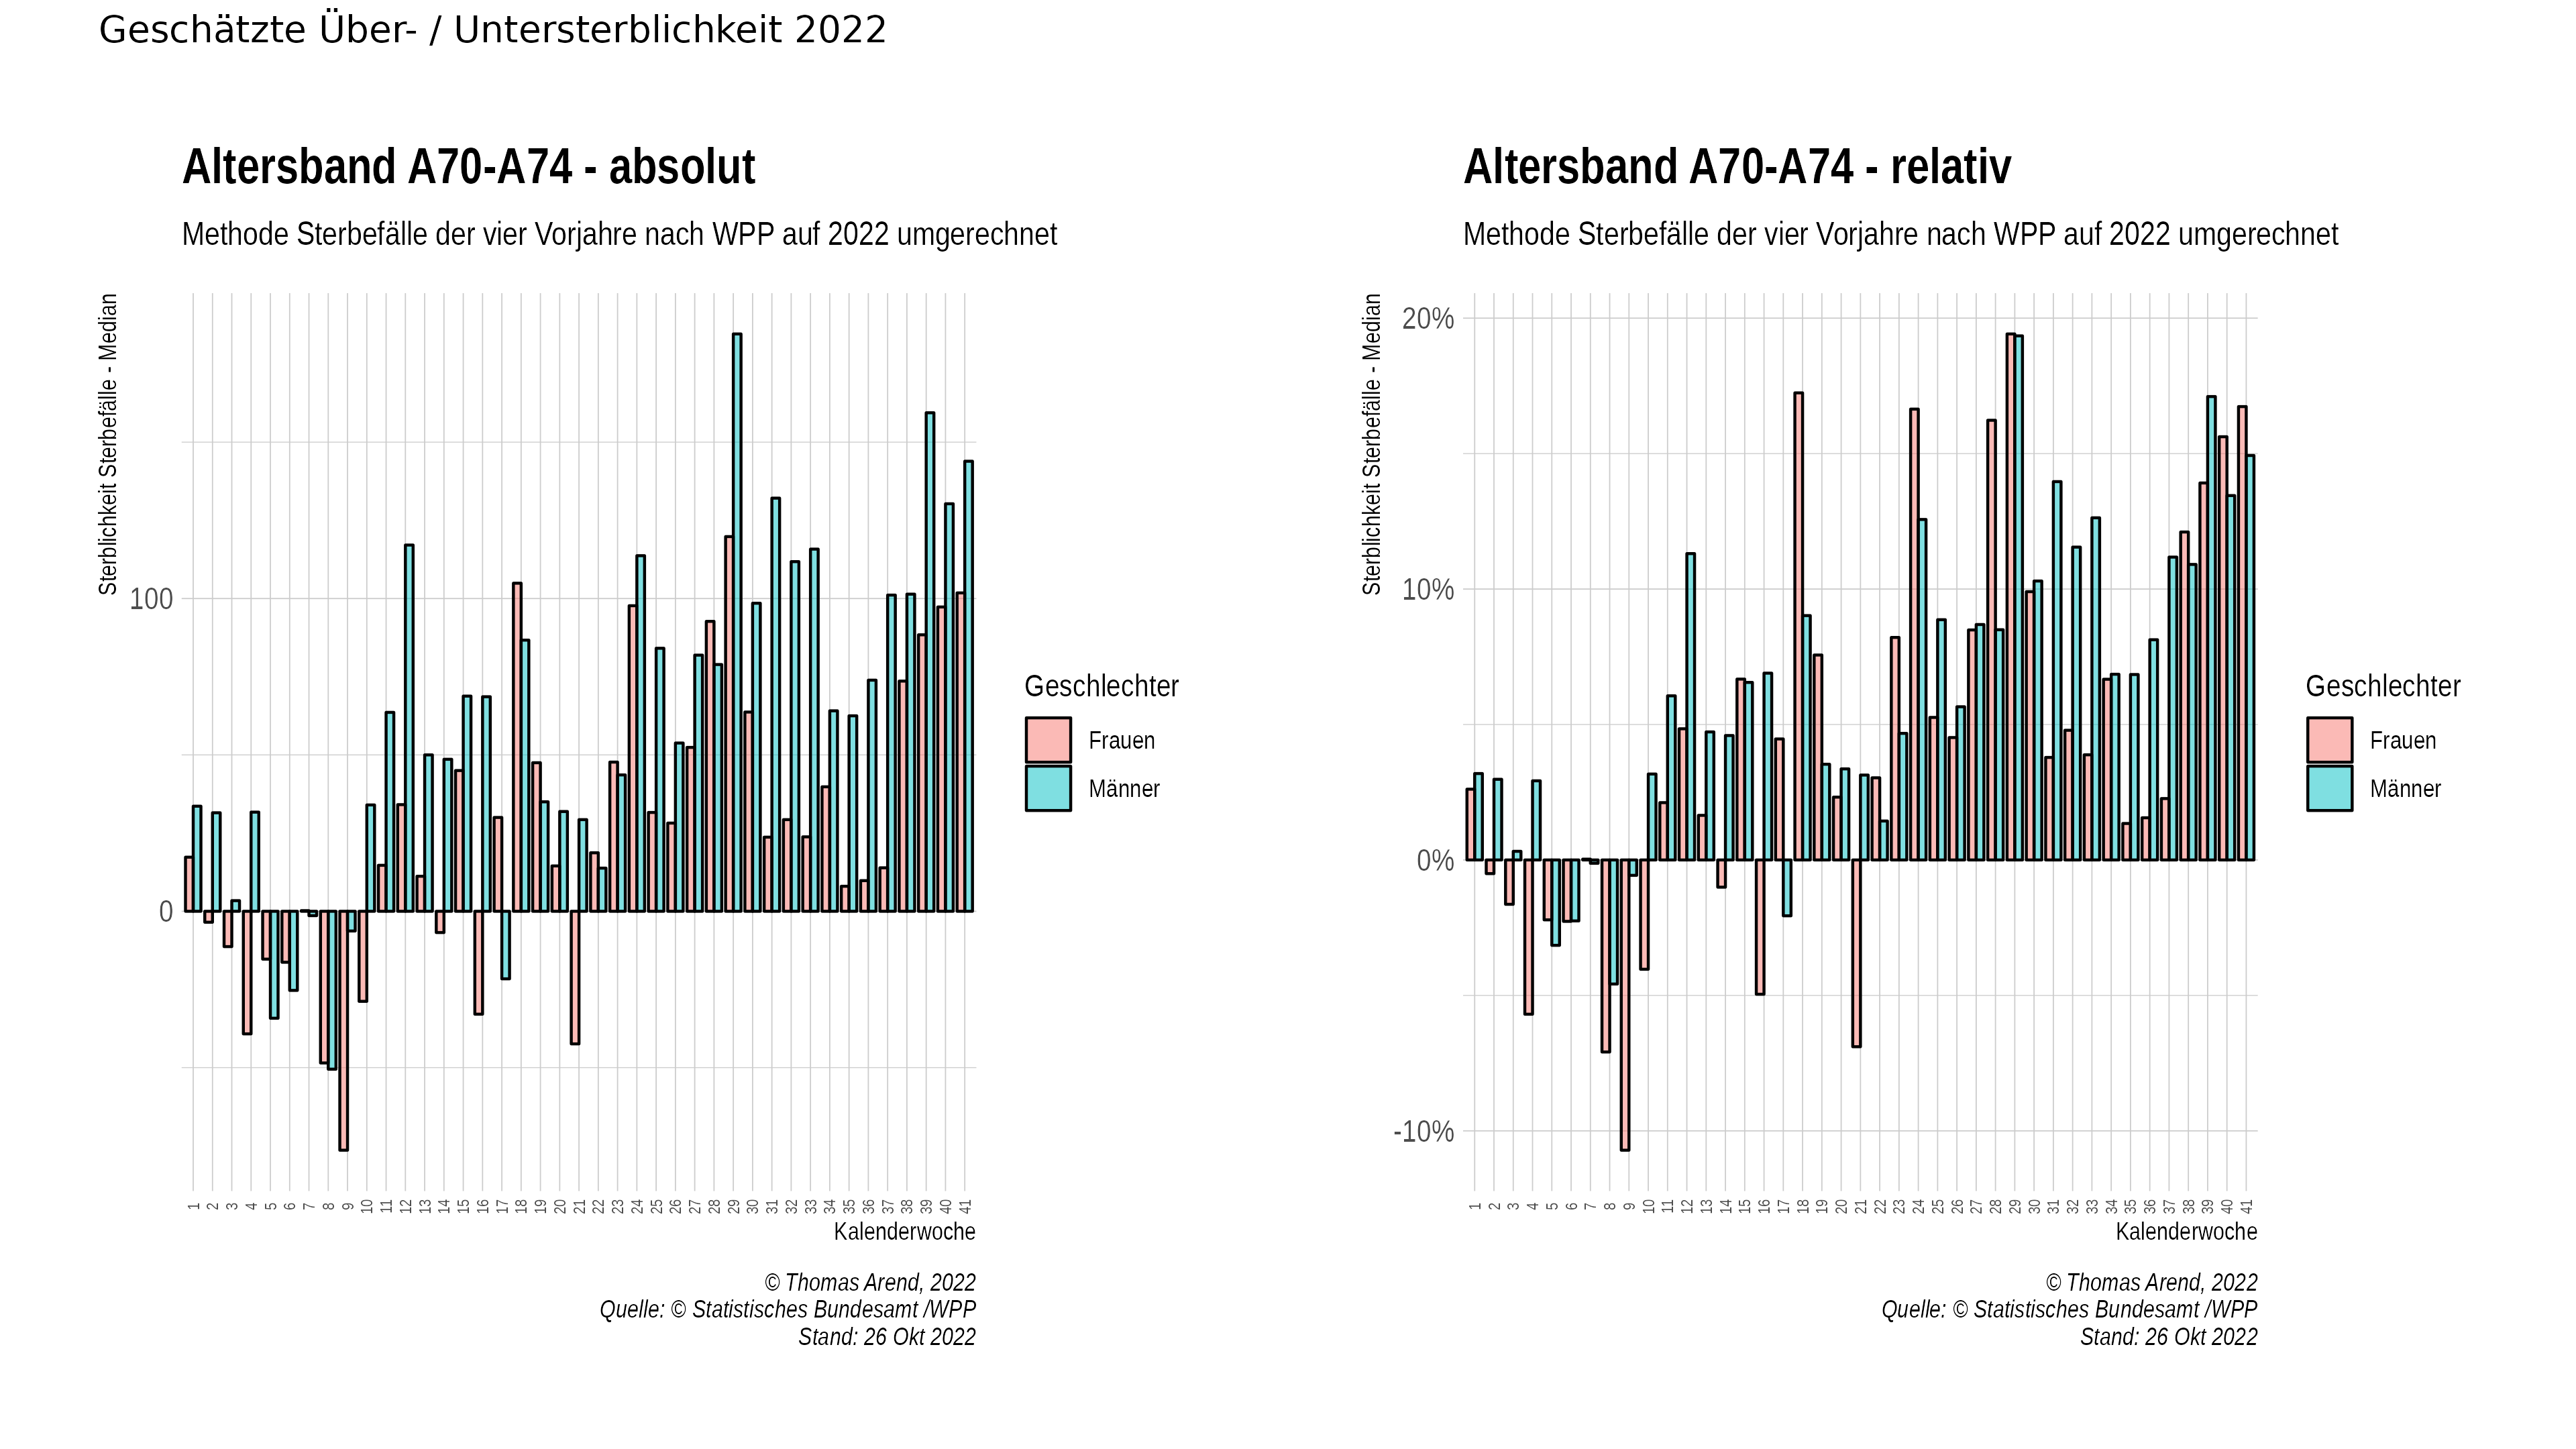 Geschätzte Über- / Untersterblichkeit 2022
Altersband A70-A74 - absolut
Methode Sterbefälle der vier Vorjahre nach WPP auf 2022 umgerechnet
Sterblichkeit Sterbefälle - Median
100
0
1 2 3 4 5 6 7 8 9 10 11 12 13 14 15 16 17 18 19 20 21 22 23 24 25 26 27 28 29 30 31 32 33 34 35 36 37 38 39 40 41
Kalenderwoche
Geschlechter
Frauen
Männer
© Thomas Arend, 2022
Quelle: © Statistisches Bundesamt /WPP
Stand: 26 Okt 2022
Altersband A70-A74 - relativ
Methode Sterbefälle der vier Vorjahre nach WPP auf 2022 umgerechnet
Sterblichkeit Sterbefälle - Median
20%
10%
0%
-10%
1 2 3 4 5 6 7 8 9 10 11 12 13 14 15 16 17 18 19 20 21 22 23 24 25 26 27 28 29 30 31 32 33 34 35 36 37 38 39 40 41
Kalenderwoche
Geschlechter
Frauen
Männer
© Thomas Arend, 2022
Quelle: © Statistisches Bundesamt /WPP
Stand: 26 Okt 2022